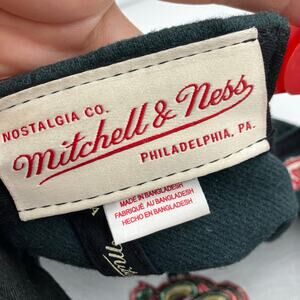 NOSTALGIA CO.
Mitchell & Ness
PHILADELPHIA, PA.
MADE IN BANGLADESH
FABRIQUÉ AU BANGLADESH
HECHO EN BANGLADESH